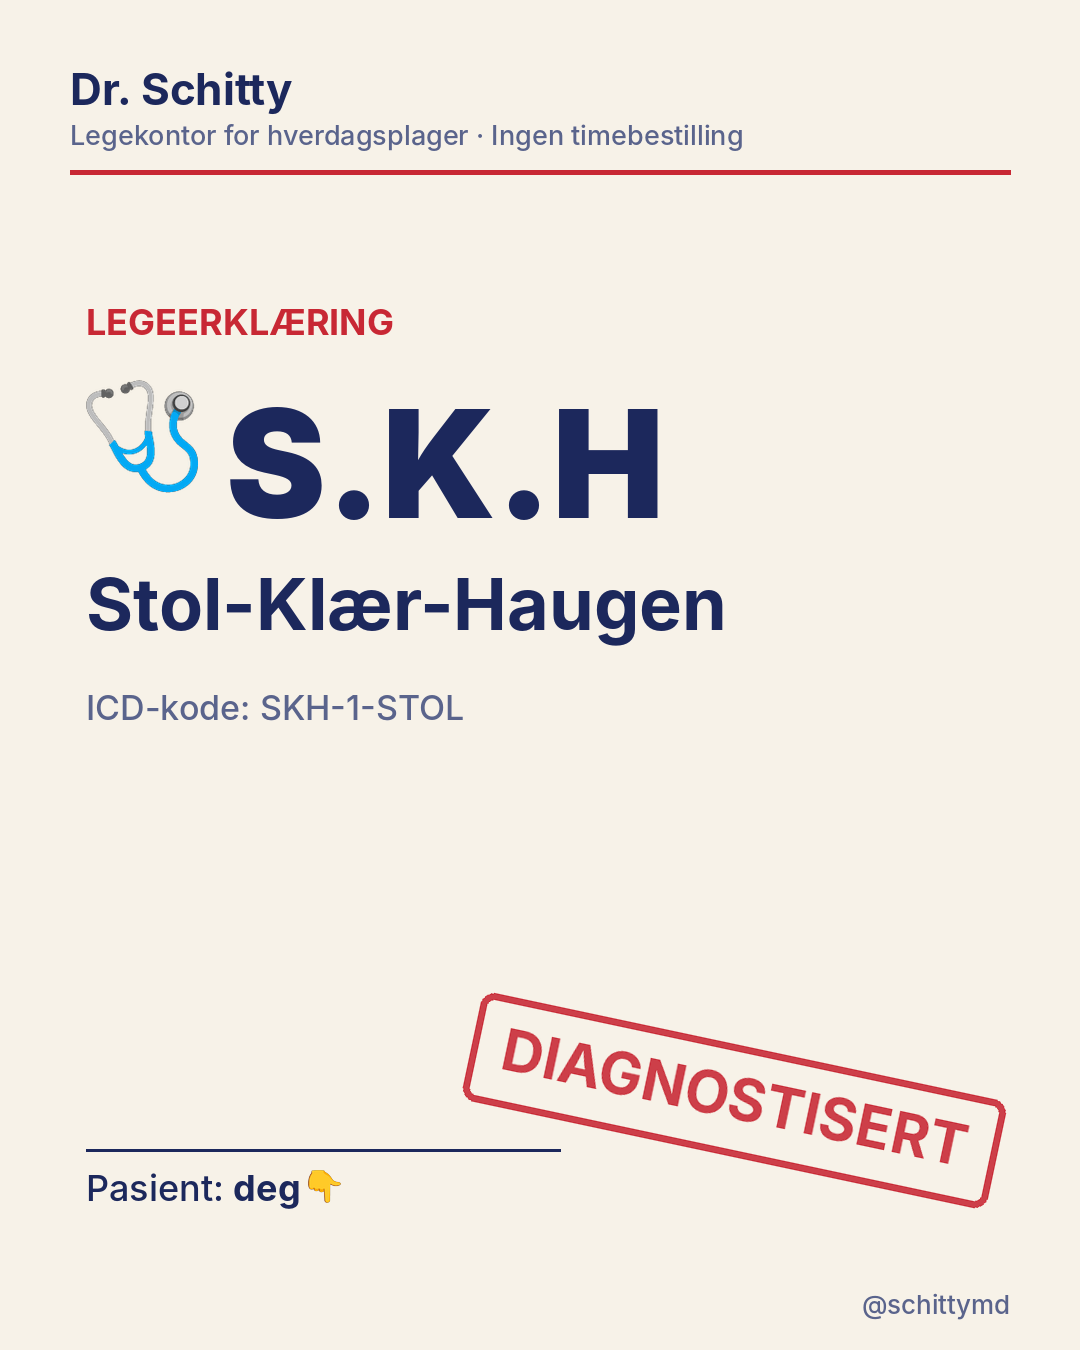 Dr. Schitty
Legekontor for hverdagsplager · Ingen timebestilling
LEGEERKLÆRING
🩺 S.K.H
Stol-Klær-Haugen
ICD-kode: SKH-1-STOL
DIAGNOSTISERT
Pasient: deg👇
@schittymd